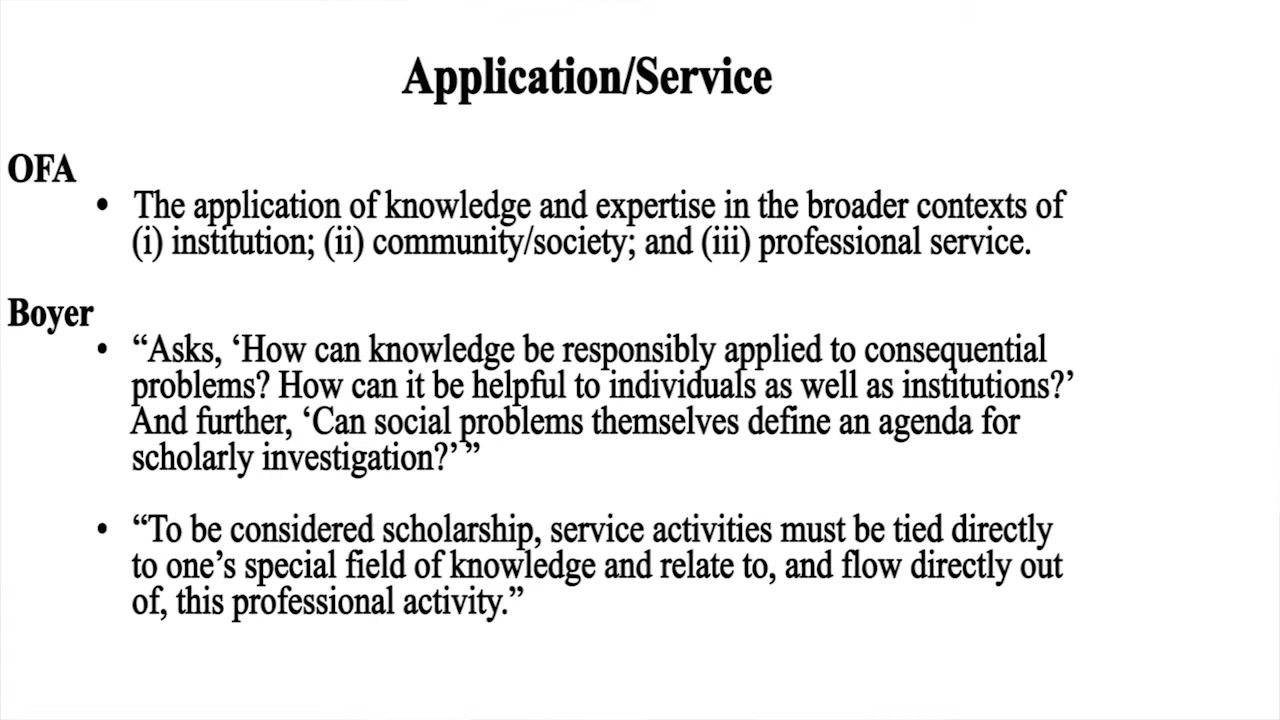 Application/Service
OFA
• The application of knowledge and expertise in the broader contexts of
(i) institution; (ii) community/society; and (iii) professional service.
Boyer
• “Asks, ‘How can knowledge be responsibly applied to consequential
problems? How can it be helpful to individuals as well as institutions?’
And further, ‘Can social problems themselves define an agenda for
scholarly investigation?’ ”
• “To be considered scholarship, service activities must be tied directly
to one’s special field of knowledge and relate to, and flow directly out
of, this professional activity.”